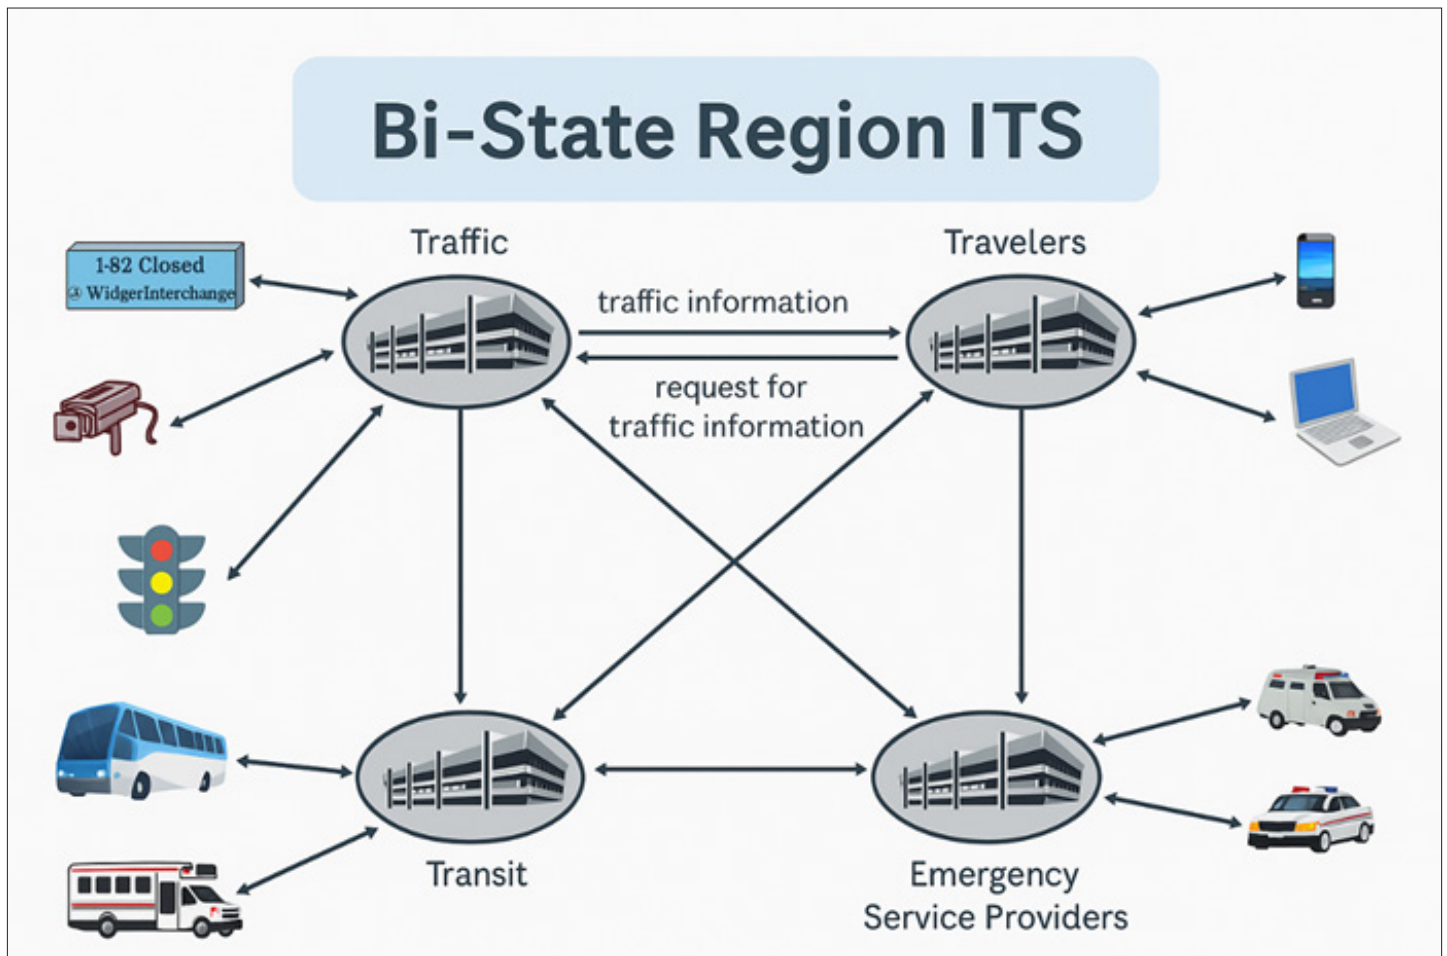 Bi-State Region ITS
Traffic
Travelers
1-82 Closed
@ WidgerInterchange
traffic information
request for
traffic information
Transit
Emergency
Service Providers